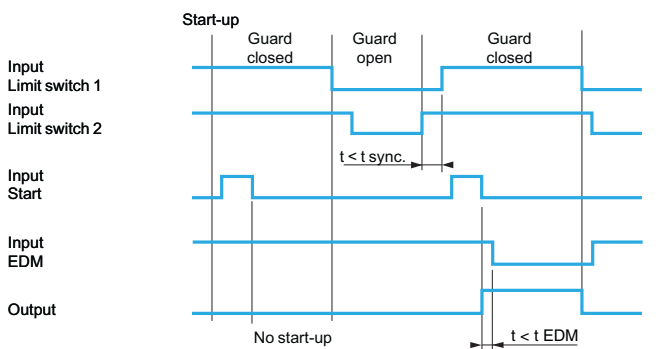 Start-up
Guard
closed
Guard
open
Guard
closed
Input
Limit switch 1
Input
Limit switch 2
t < t sync.
Input
Start
Input
EDM
Output
No start-up
t < t EDM